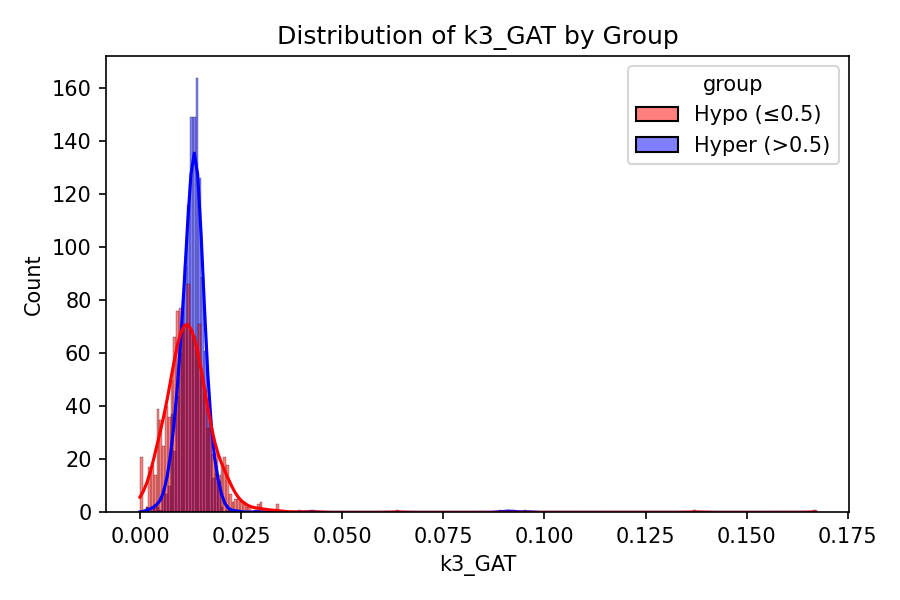 Distribution of k3_GAT by Group
group
Hypo (≤0.5)
Hyper (>0.5)
Count
160
140
120
100
80
60
40
20
0
0.000 0.025 0.050 0.075 0.100 0.125 0.150 0.175
k3_GAT